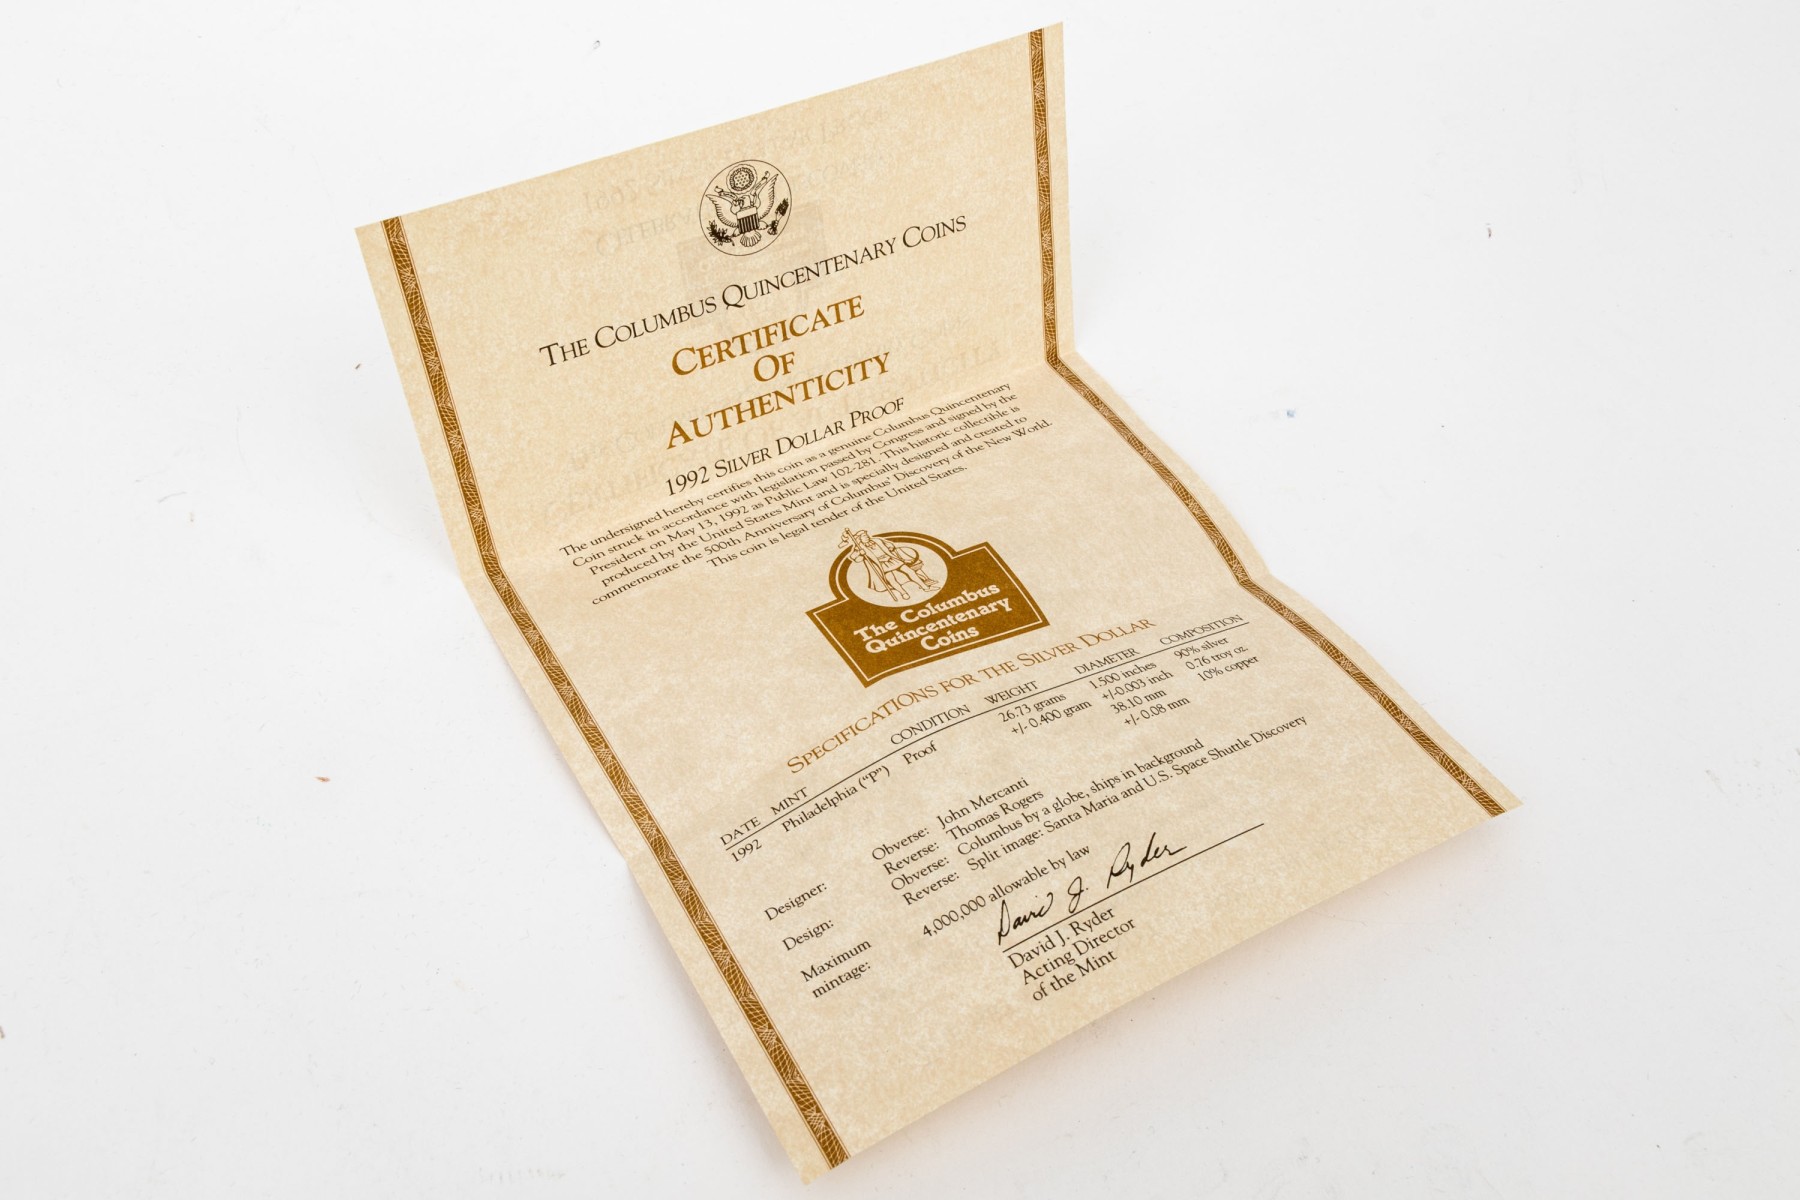 THE COLUMBUS QUINCENTENARY COINS
CERTIFICATE
OF
AUTHENTICITY
1992 SILVER DOLLAR PROOF
The undersigned hereby certifies this coin as a genuine Columbus Quincentenary
Coin struck in accordance with legislation passed by Congress and signed by the
President on May 13, 1992 as Public Law 102-281. This historic collectible is
produced by the United States Mint and is specially designed and created to
commemorate the 500th Anniversary of Columbus' Discovery of the New World.
This coin is legal tender of the United States.
The Columbus
Quincentenary
Coins
SPECIFICATIONS FOR THE SILVER DOLLAR
DATE MINT CONDITION WEIGHT DIAMETER COMPOSITION
1992 Philadelphia ("P") Proof 26.73 grams 1.500 inches 90% silver
+/- 0.400 gram +/-0.003 inch 0.76 troy oz.
38.10 mm 10% copper
+/- 0.08 mm
Designer: Obverse: John Mercanti
Reverse: Thomas Rogers
Design: Obverse: Columbus by a globe, ships in background
Reverse: Split image: Santa Maria and U.S. Space Shuttle Discovery
Maximum 4,000,000 allowable by law
mintage:
David J. Ryder
David J. Ryder
Acting Director
of the Mint